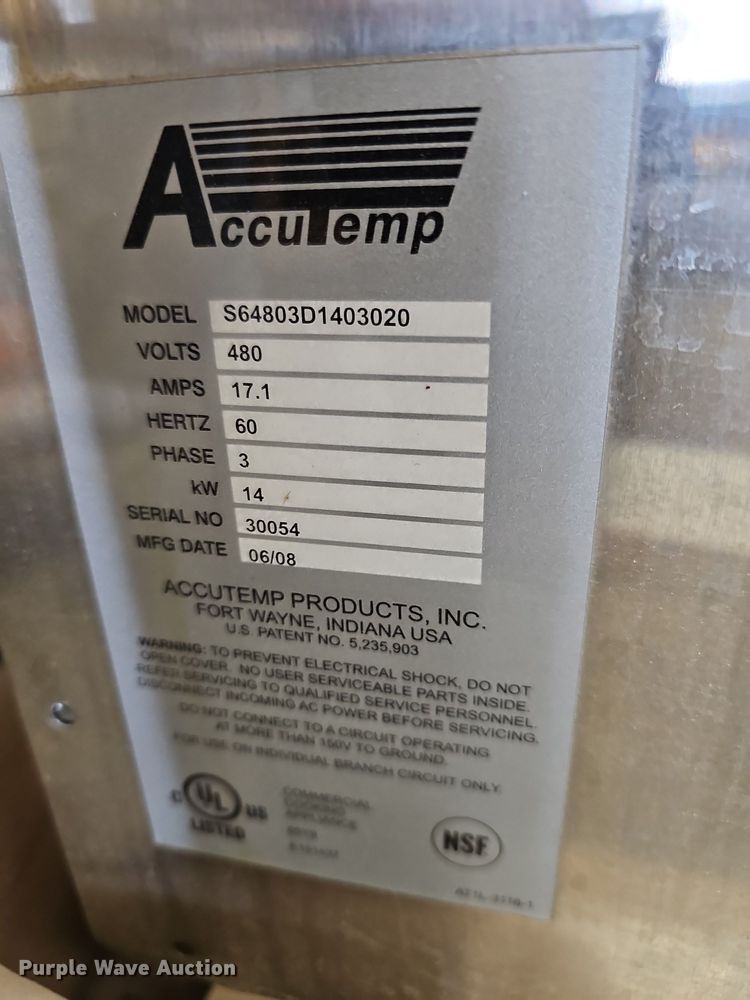 AccuTemp
MODEL S64803D1403020
VOLTS 480
AMPS 17.1
HERTZ 60
PHASE 3
kW 14
SERIAL NO 30054
MFG DATE 06/08
ACCUTEMP PRODUCTS, INC.
FORT WAYNE, INDIANA USA
U.S. PATENT NO. 5,235,903
WARNING: TO PREVENT ELECTRICAL SHOCK, DO NOT
OPEN COVER. NO USER SERVICEABLE PARTS INSIDE.
REFER SERVICING TO QUALIFIED SERVICE PERSONNEL.
DISCONNECT INCOMING AC POWER BEFORE SERVICING.
DO NOT CONNECT TO A CIRCUIT OPERATING
AT MORE THAN 150V TO GROUND.
FOR USE ON INDIVIDUAL BRANCH CIRCUIT ONLY.
C UL US
LISTED
COMMERCIAL
COOKING
APPLIANCE
NSF
Purple Wave Auction